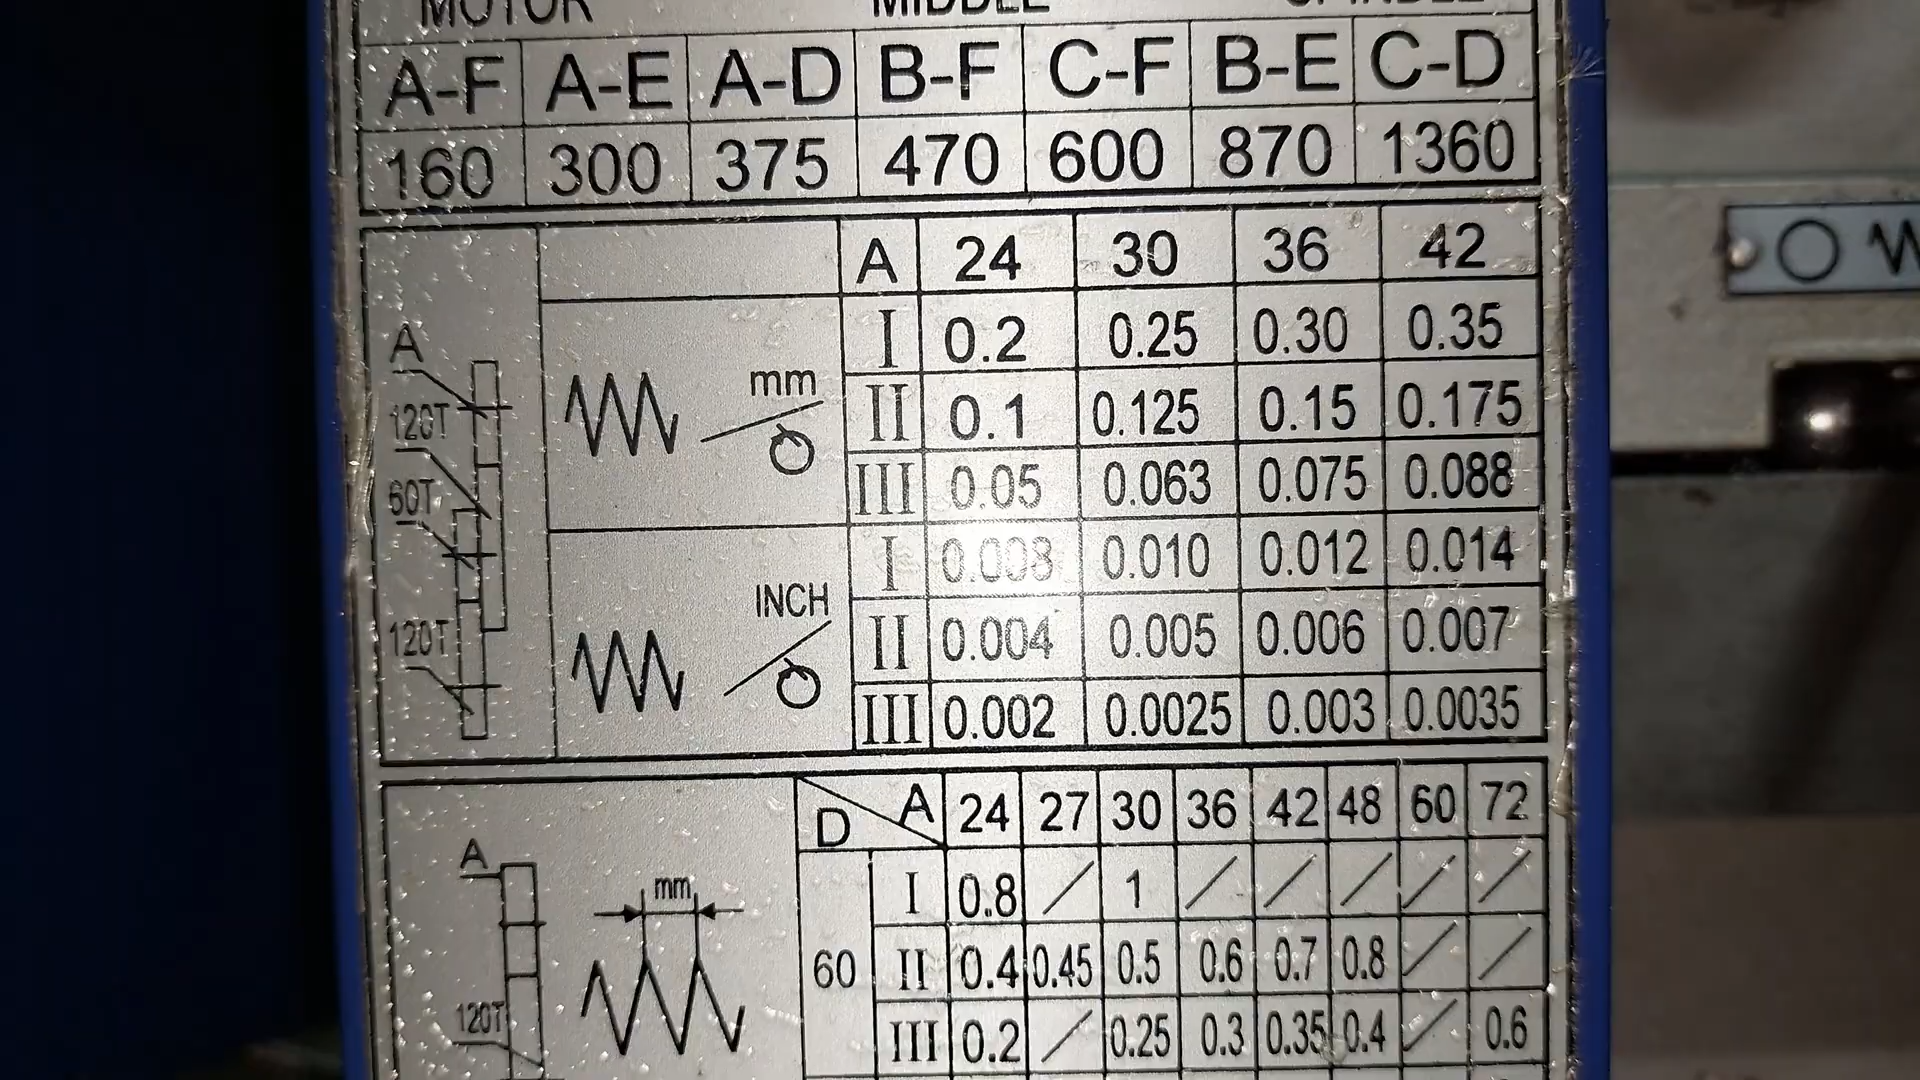 MOTOR MIDDLE SPINDLE
A-F A-E A-D B-F C-F B-E C-D
160 300 375 470 600 870 1360
A 24 30 36 42
I 0.2 0.25 0.30 0.35
mm
II 0.1 0.125 0.15 0.175
III 0.05 0.063 0.075 0.088
A
120T
60T
120T
I 0.008 0.010 0.012 0.014
INCH
II 0.004 0.005 0.006 0.007
III 0.002 0.0025 0.003 0.0035
D A 24 27 30 36 42 48 60 72
A
mm
120T
60
I 0.8 / 1 / / / / /
II 0.4 0.45 0.5 0.6 0.7 0.8 / /
III 0.2 / 0.25 0.3 0.35 0.4 / 0.6